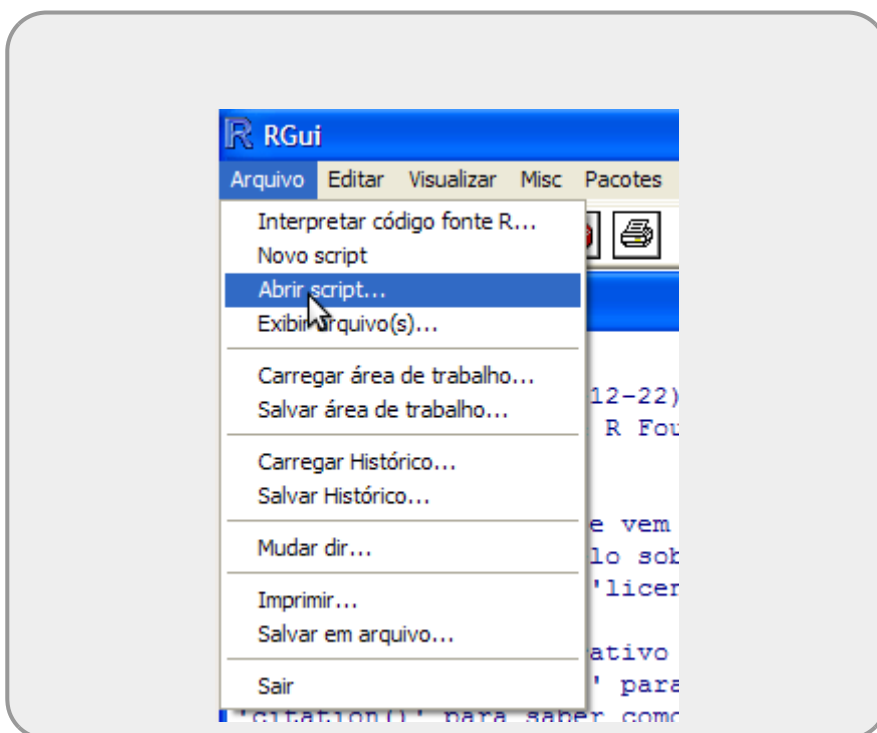 RGui
Arquivo Editar Visualizar Misc Pacotes
Interpretar código fonte R...
Novo script
Abrir script...
Exibir arquivo(s)...
Carregar área de trabalho...
12-22)
Salvar área de trabalho...
R Fou
Carregar Histórico...
Salvar Histórico...
e vem
Mudar dir...
lo sob
'licen
Imprimir...
Salvar em arquivo...
ativo
Sair
' para
'citation()' para saber como